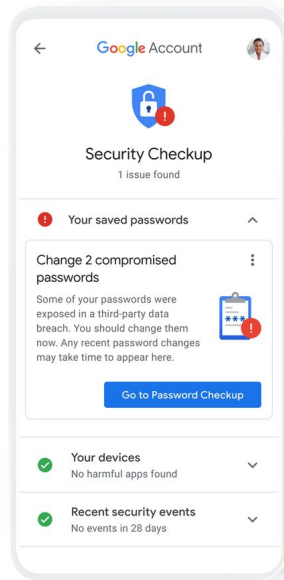 Google Account
Security Checkup
1 issue found
Your saved passwords
Change 2 compromised
passwords
Some of your passwords were
exposed in a third-party data
breach. You should change them
now. Any recent password changes
may take time to appear here.
***
Go to Password Checkup
Your devices
No harmful apps found
Recent security events
No events in 28 days